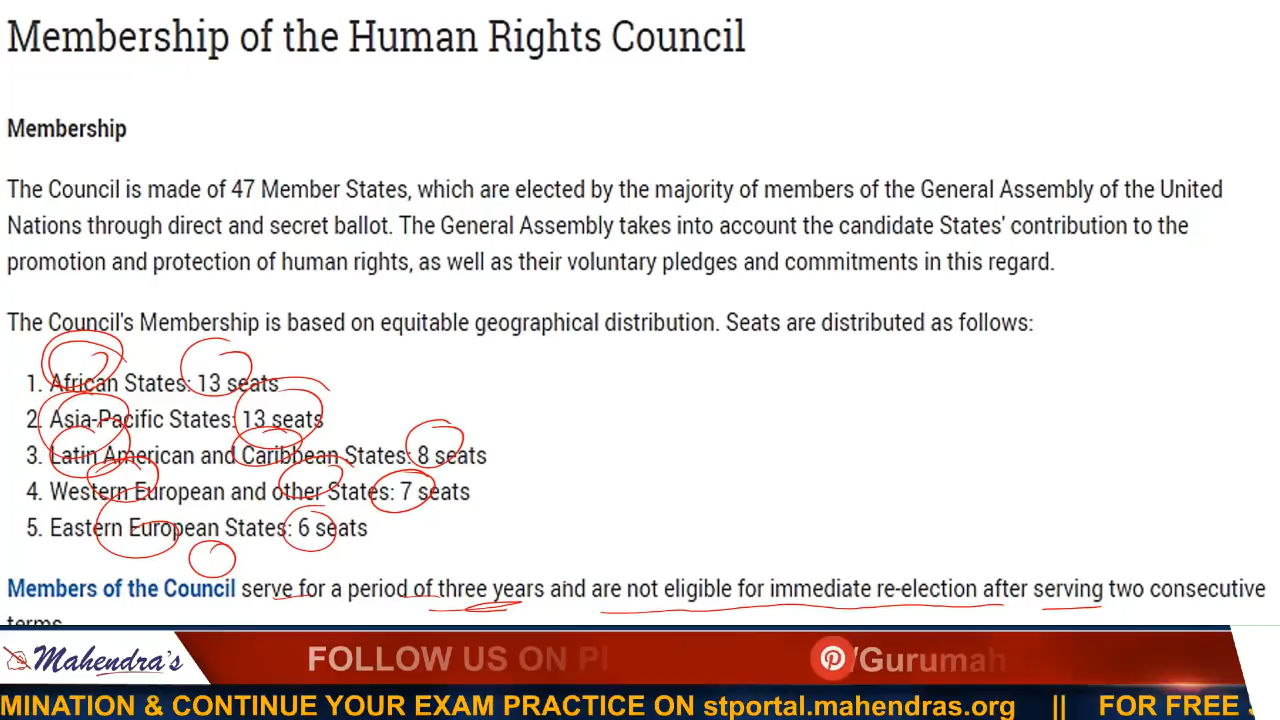 Membership of the Human Rights Council
Membership
The Council is made of 47 Member States, which are elected by the majority of members of the General Assembly of the United
Nations through direct and secret ballot. The General Assembly takes into account the candidate States' contribution to the
promotion and protection of human rights, as well as their voluntary pledges and commitments in this regard.
The Council's Membership is based on equitable geographical distribution. Seats are distributed as follows:
1. African States: 13 seats
2. Asia-Pacific States: 13 seats
3. Latin American and Caribbean States: 8 seats
4. Western European and other States: 7 seats
5. Eastern European States: 6 seats
Members of the Council serve for a period of three years and are not eligible for immediate re-election after serving two consecutive
terms.
Mahendra's
FOLLOW US ON PI
/Gurumah
MINATION & CONTINUE YOUR EXAM PRACTICE ON stportal.mahendras.org || FOR FREE